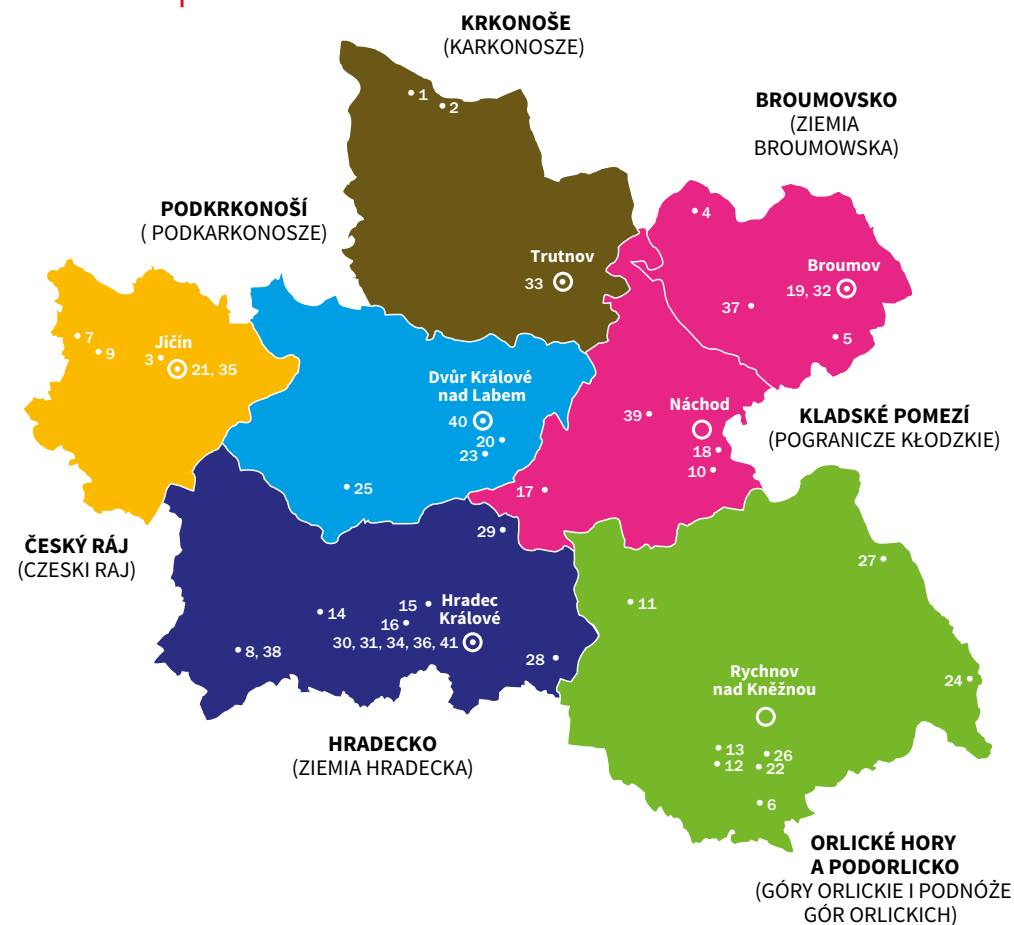 KRKONOŠE
(KARKONOSZE)
1
2
BROUMOVSKO
(ZIEMIA
BROUMOWSKA)
PODKRKONOŠÍ
( PODKARKONOSZE)
4
Trutnov
33
Broumov
19, 32
37
5
7
9
Jičín
3
21, 35
Dvůr Králové
nad Labem
40
20
23
25
39
Náchod
18
10
17
KLADSKÉ POMEZÍ
(POGRANICZE KŁODZKIE)
ČESKÝ RÁJ
(CZESKI RAJ)
29
27
14
15
Hradec
Králové
16
30, 31, 34, 36, 41
8, 38
28
11
Rychnov
nad Kněžnou
24
13
26
12
22
6
HRADECKO
(ZIEMIA HRADECKA)
ORLICKÉ HORY
A PODORLICKO
(GÓRY ORLICKIE I PODNÓŻE
GÓR ORLICKICH)